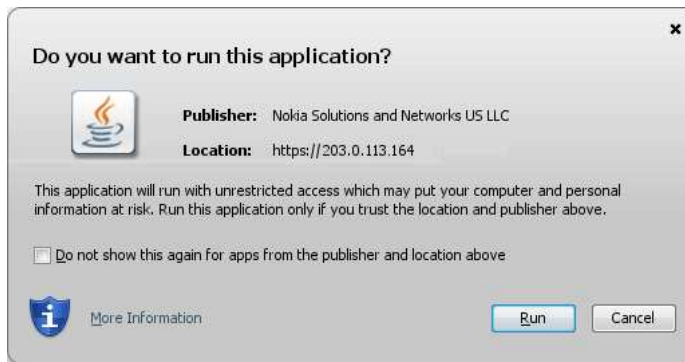 Do you want to run this application?
Publisher: Nokia Solutions and Networks US LLC
Location: https://203.0.113.164
This application will run with unrestricted access which may put your computer and personal
information at risk. Run this application only if you trust the location and publisher above.
Do not show this again for apps from the publisher and location above
More Information
Run
Cancel